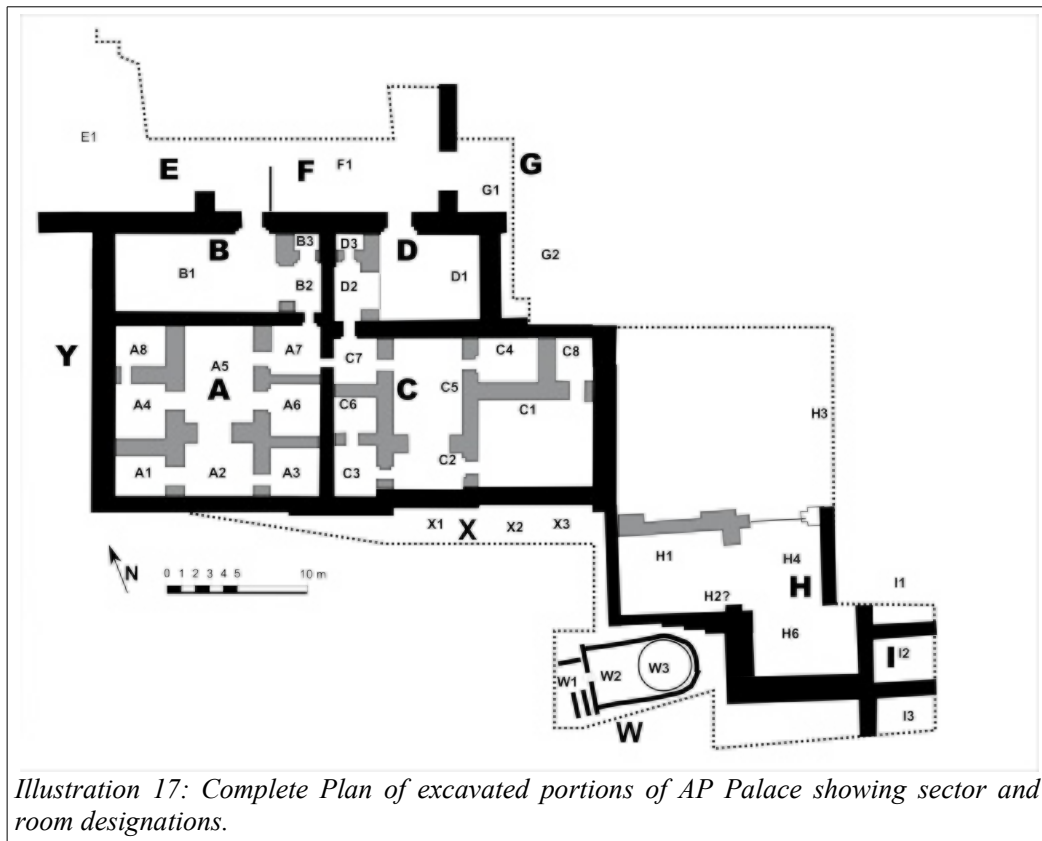 E1
E
F
F1
G
G1
G2
B
B3
D3
D
B1
B2
D2
D1
Y
A8
A5
A7
C7
C4
C8
A
C
C5
A4
A6
C6
C1
H3
A1
A2
A3
C3
C2
X1
X
X2
X3
N
0 1 2 3 4 5 10 m
H1
H4
H
H2?
I1
H6
W1
W2
W3
I
I2
W
I3
Illustration 17: Complete Plan of excavated portions of AP Palace showing sector and
room designations.